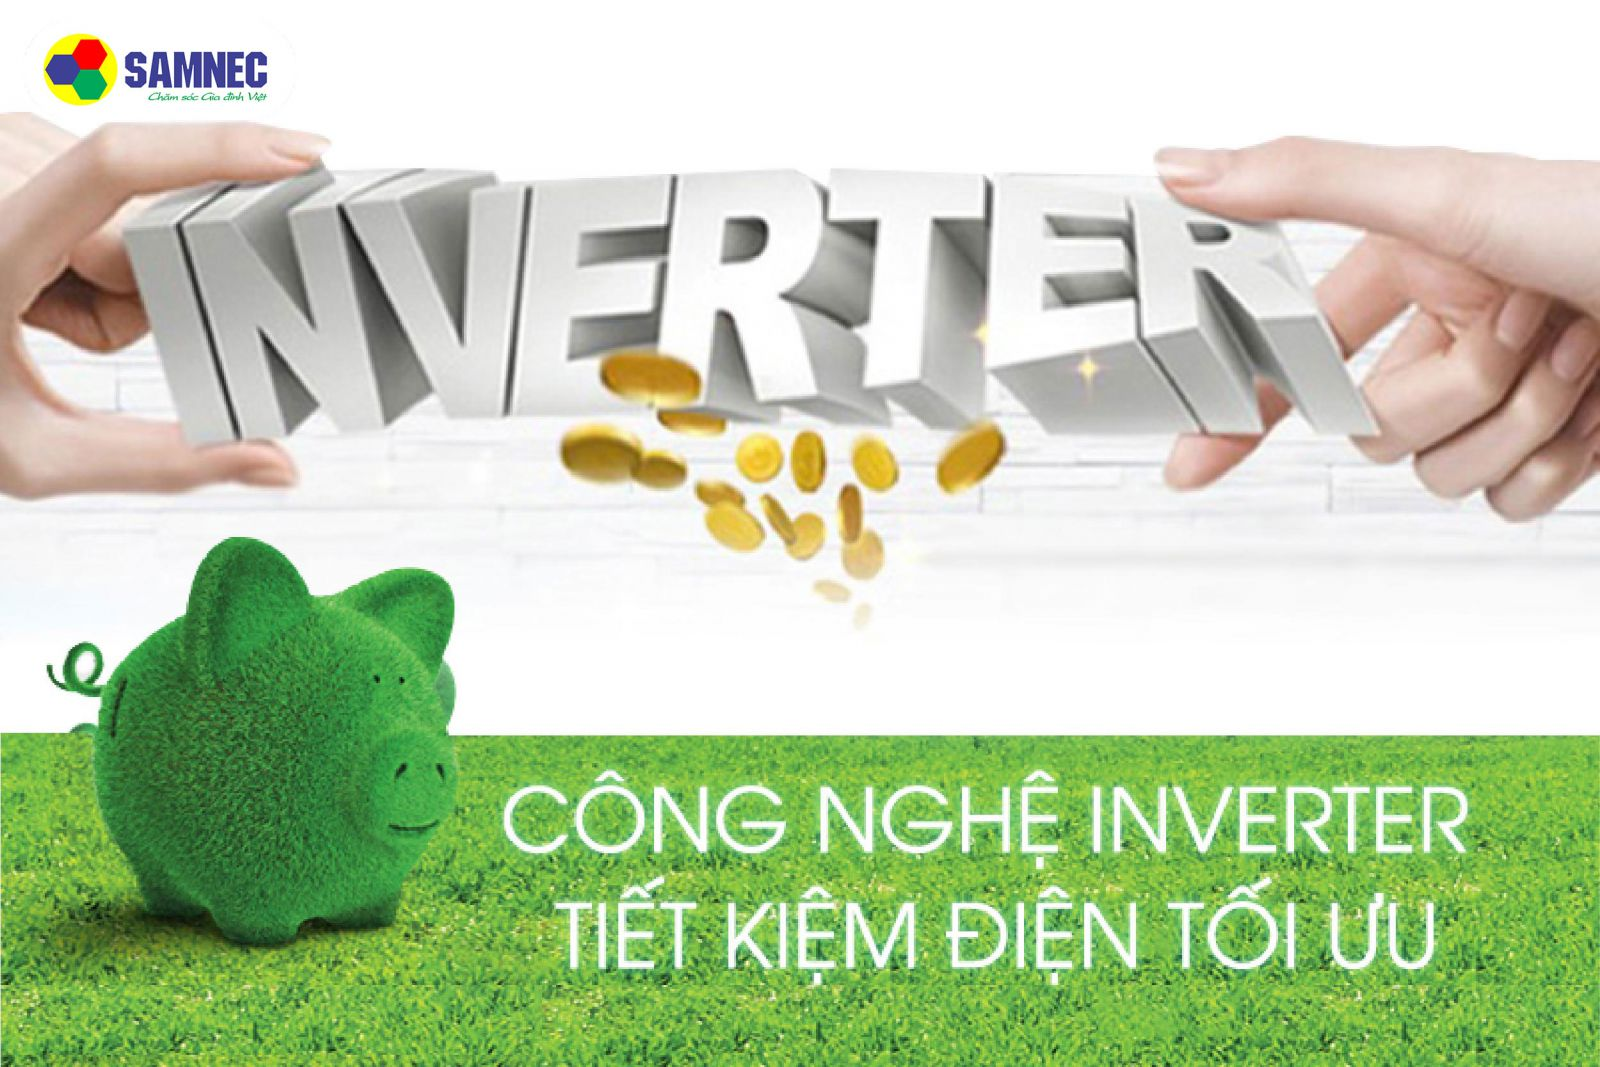 SAMNEC
Chăm sóc Gia đình Việt
INVERTER
CÔNG NGHỆ INVERTER
TIẾT KIỆM ĐIỆN TỐI ƯU